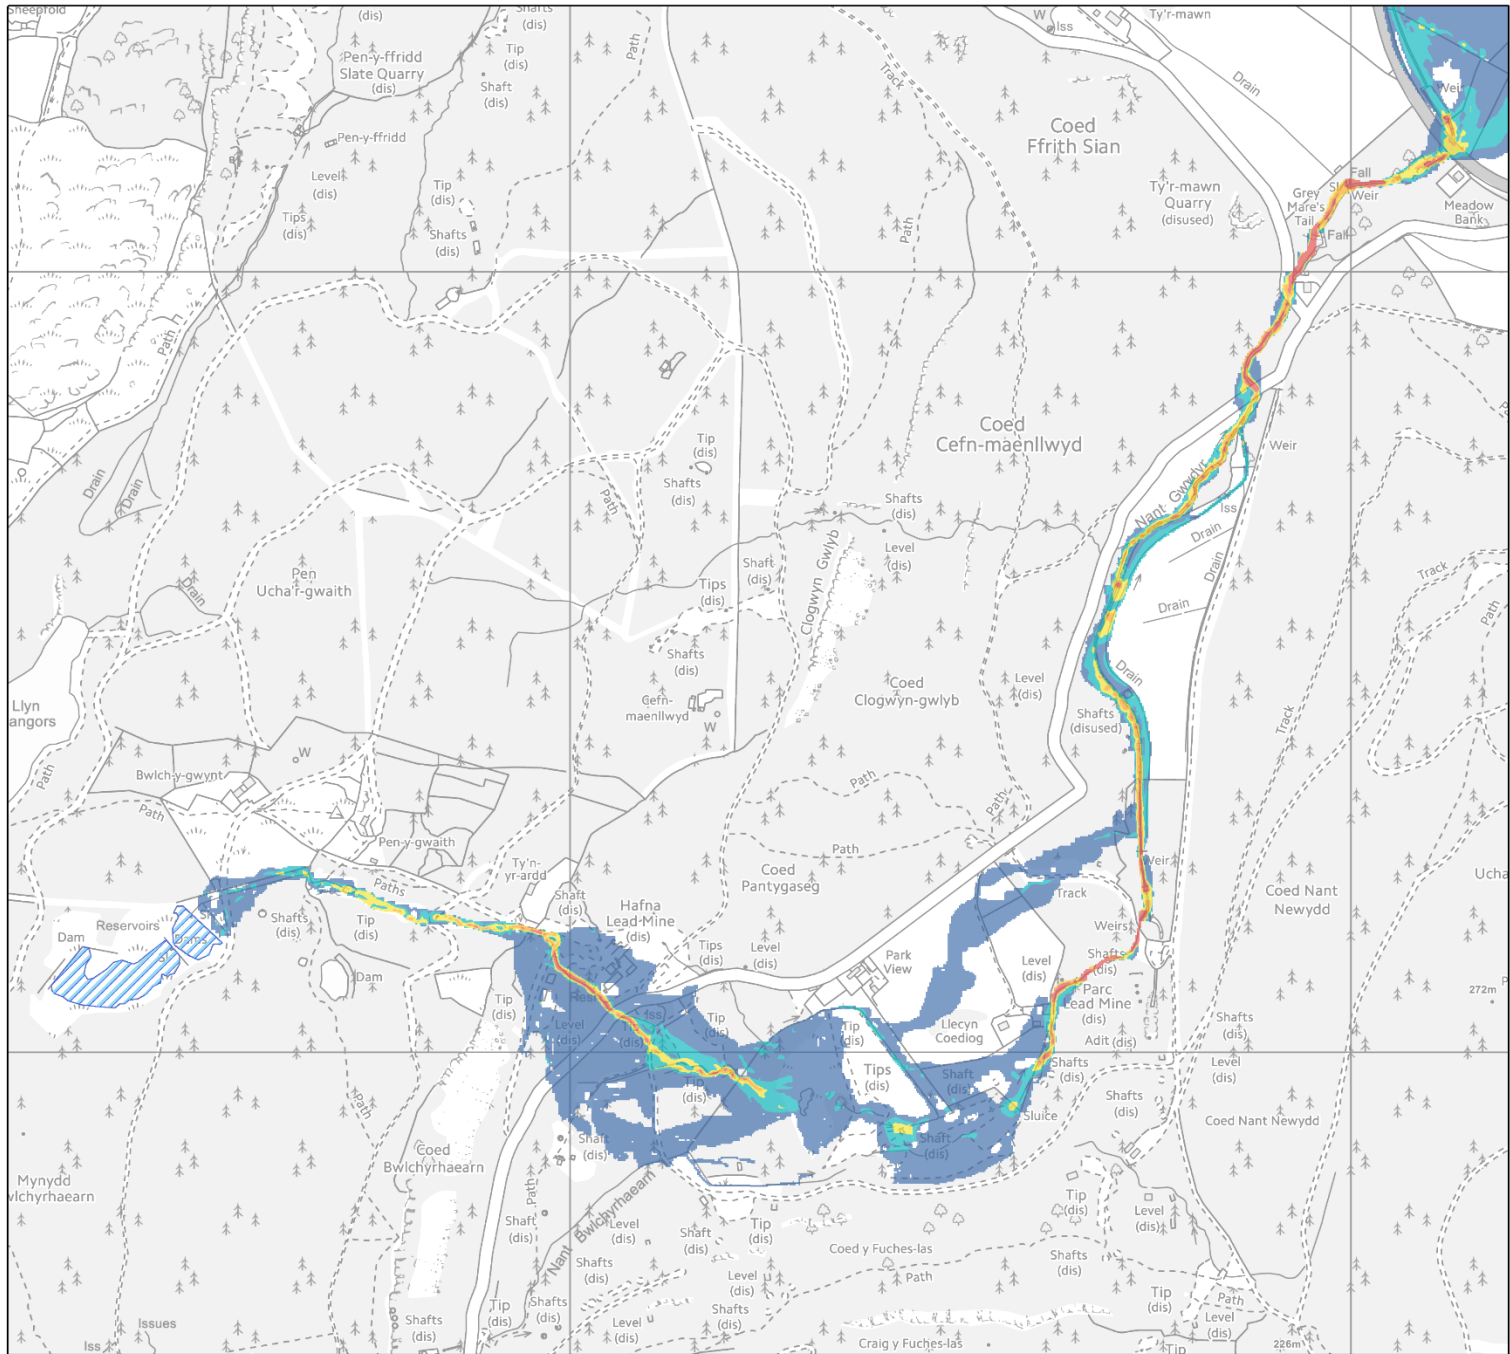 Sheepfold
Shafts
(dis)
Tip
(dis)
Shaft
(dis)
Pen-y-ffridd
Slate Quarry
(dis)
Pen-y-ffridd
Level
(dis)
Tips
(dis)
Tip
(dis)
Shafts
(dis)
Path
Track
Path
W
Iss
Ty'r-mawn
Drain
Coed
Ffrith Sian
Ty'r-mawn
Quarry
(disused)
Grey
Mare's
Tail
Fall
Weir
Fall
Weir
Meadow
Bank
Path
Drain
Drain
Drain
Pen
Ucha'r-gwaith
Path
Tip
(dis)
Shafts
(dis)
Tips
(dis)
Shaft
(dis)
Shafts
(dis)
Clogwyn Gwlyb
Shafts
(dis)
Level
(dis)
Coed
Cefn-maenllwyd
Nant Gwydyr
Weir
Iss
Drain
Drain
Drain
Drain
Track
Path
Track
Llyn
angors
Path
Cefn-
maenllwyd
W
Coed
Clogwyn-gwlyb
Level
(dis)
Shafts
(disused)
Bwlch-y-gwynt
W
Path
Pen-y-gwaith
Paths
Ty'n-
yr-ardd
Shaft
(dis)
Hafna
Lead Mine
(dis)
Coed
Pantygaseg
Path
Path
Path
Weir
Track
Weirs
Coed Nant
Newydd
Ucha
Reservoirs
Dam
Dams
Shafts
(dis)
Tip
(dis)
Dam
Tip
(dis)
Level
(dis)
Iss
Tips
(dis)
Level
(dis)
Tip
(dis)
Tip
(dis)
Park
View
Tip
(dis)
Tips
(dis)
Llecyn
Coediog
Level
(dis)
Shafts
(dis)
Parc
Lead Mine
(dis)
Adit (dis)
Shafts
(dis)
Shaft
(dis)
Shaft
(dis)
Sluice
Shafts
(dis)
Shafts
(dis)
Level
(dis)
272m
Coed Nant Newydd
Path
Coed
Bwlchyrhaearn
Shaft
(dis)
Mynydd
wlchyrhaearn
Path
Shaft
(dis)
Nant Bwlchyrhaearn
Level
(dis)
Shaft
(dis)
Tip
(dis)
Shafts
(dis)
Level
(dis)
Shafts
(dis)
Level
(dis)
Shafts
(dis)
Tip
(dis)
Shafts
(dis)
Coed y Fuches-las
Path
Craig y Fuches-las
Tip
(dis)
Level
(dis)
Shafts
(dis)
Tip
(dis)
Path
Level
(dis)
Tip
226m
Issues
Iss